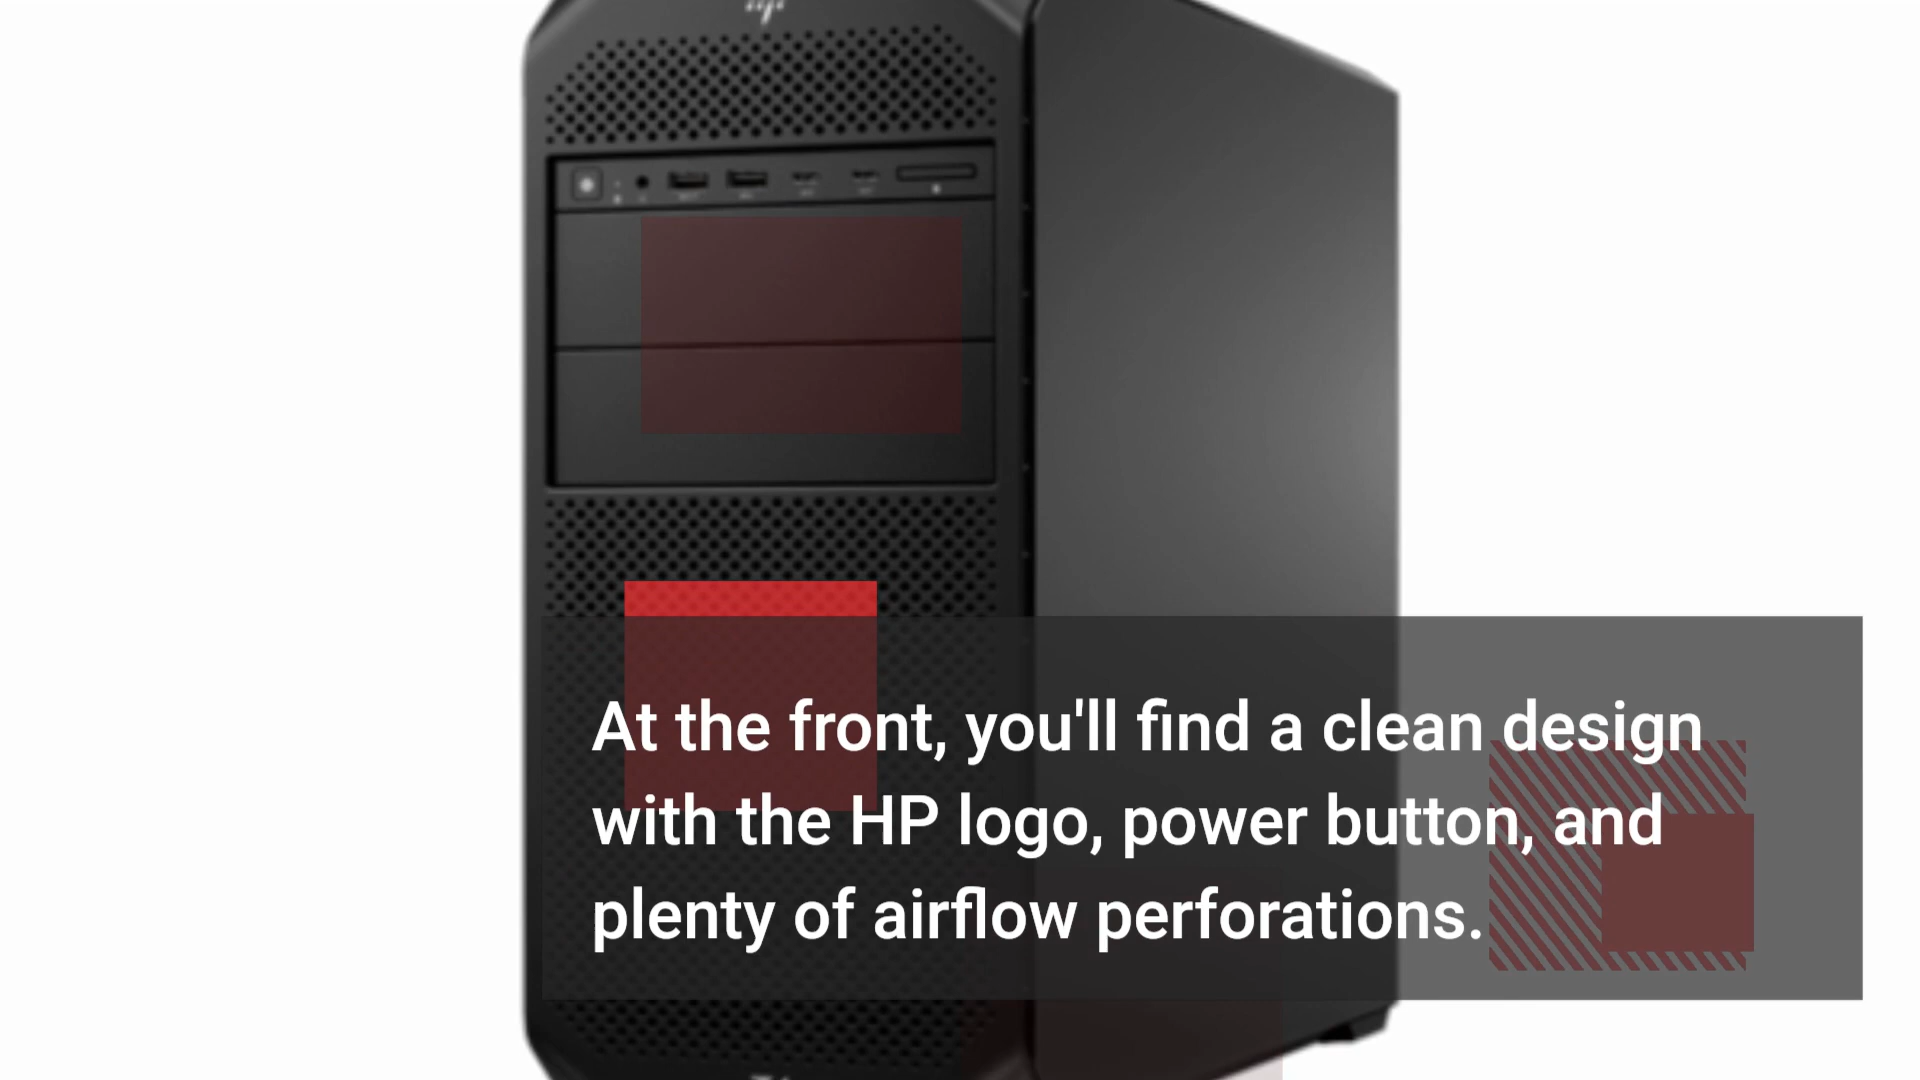 At the front, you'll find a clean design
with the HP logo, power button, and
plenty of airflow perforations.